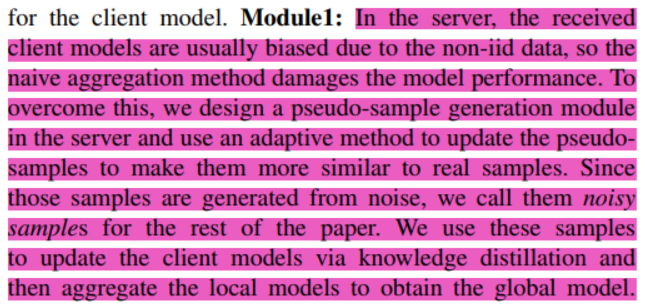 for the client model. Module1: In the server, the received
client models are usually biased due to the non-iid data, so the
naive aggregation method damages the model performance. To
overcome this, we design a pseudo-sample generation module
in the server and use an adaptive method to update the pseudo-
samples to make them more similar to real samples. Since
those samples are generated from noise, we call them noisy
samples for the rest of the paper. We use these samples
to update the client models via knowledge distillation and
then aggregate the local models to obtain the global model.